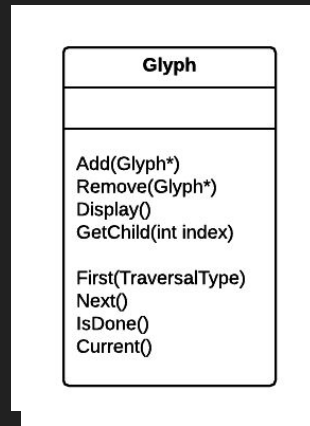 Glyph
Add(Glyph*)
Remove(Glyph*)
Display()
GetChild(int index)
First(TraversalType)
Next()
IsDone()
Current()